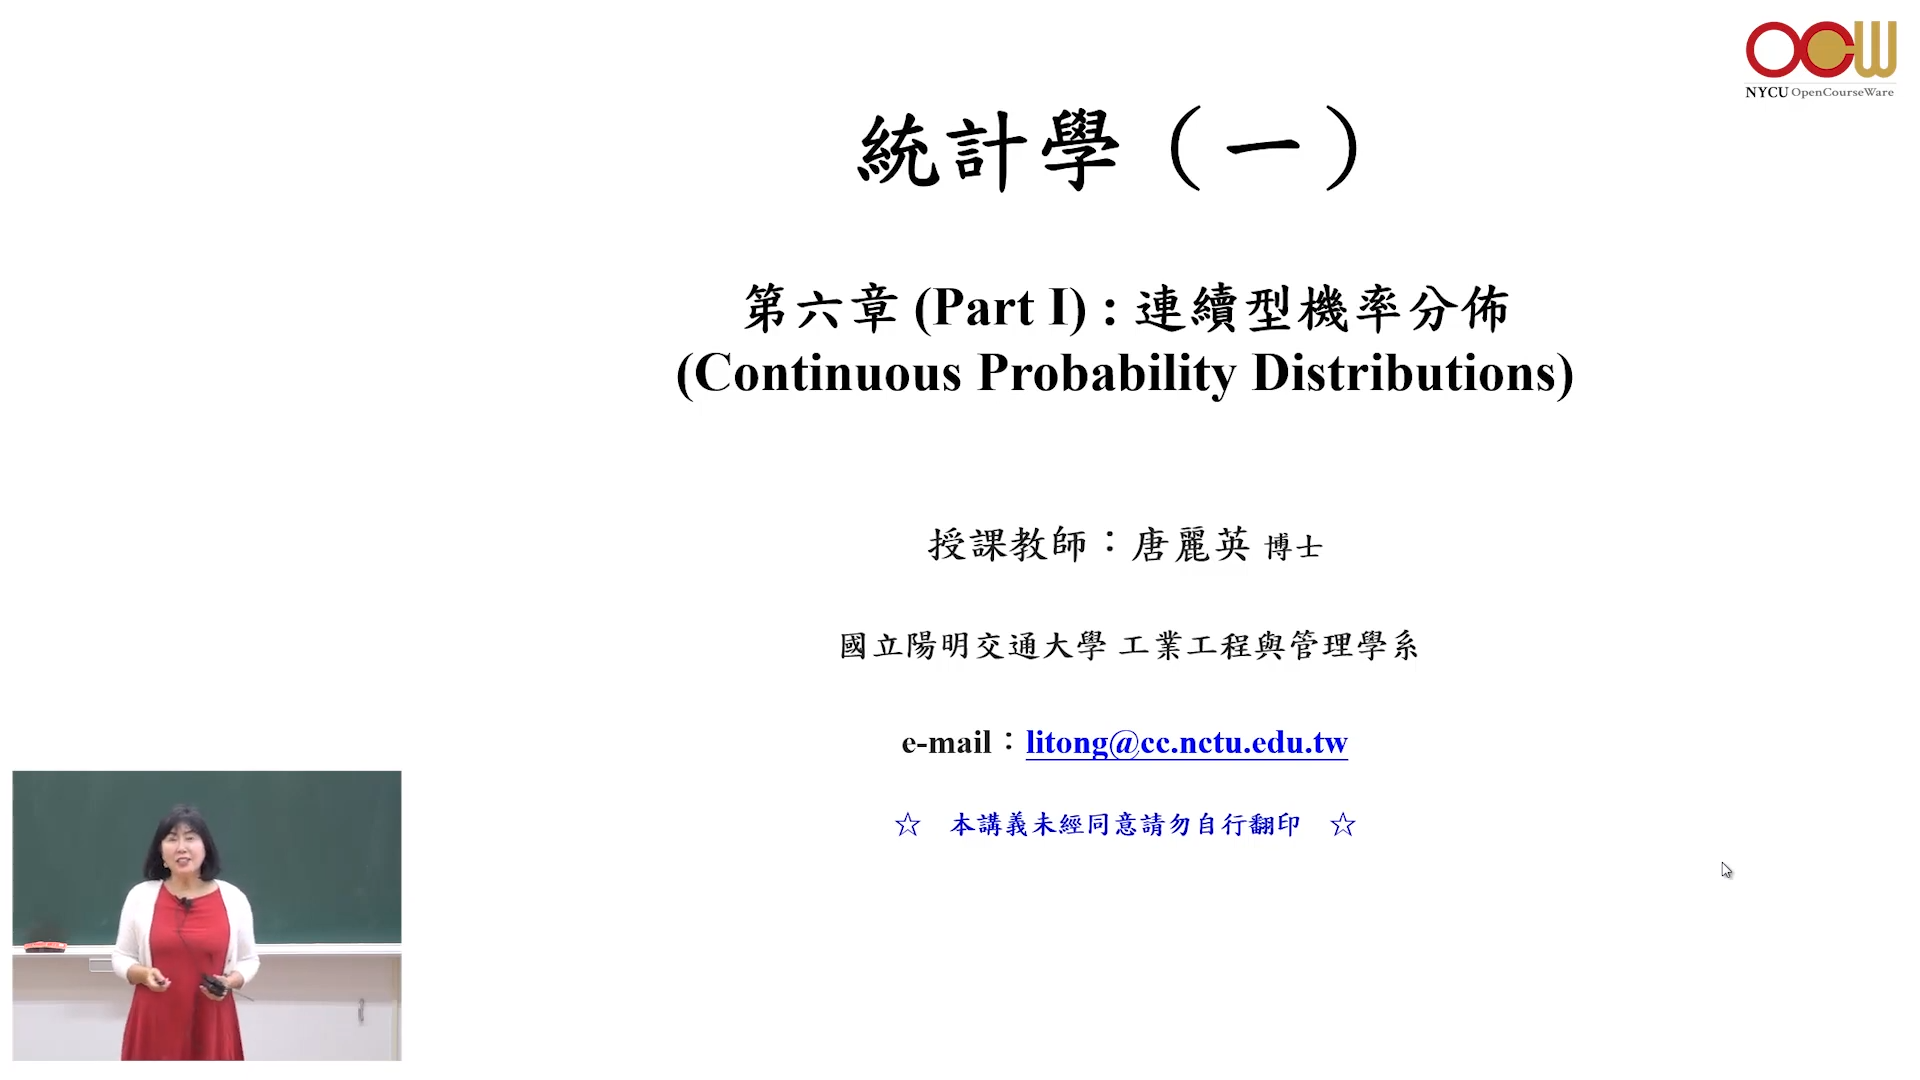 OCW
NYCU OpenCourseWare
統計學（一）
第六章 (Part I) : 連續型機率分佈
(Continuous Probability Distributions)
授課教師：唐麗英 博士
國立陽明交通大學 工業工程與管理學系
e-mail：litong@cc.nctu.edu.tw
☆ 本講義未經同意請勿自行翻印 ☆